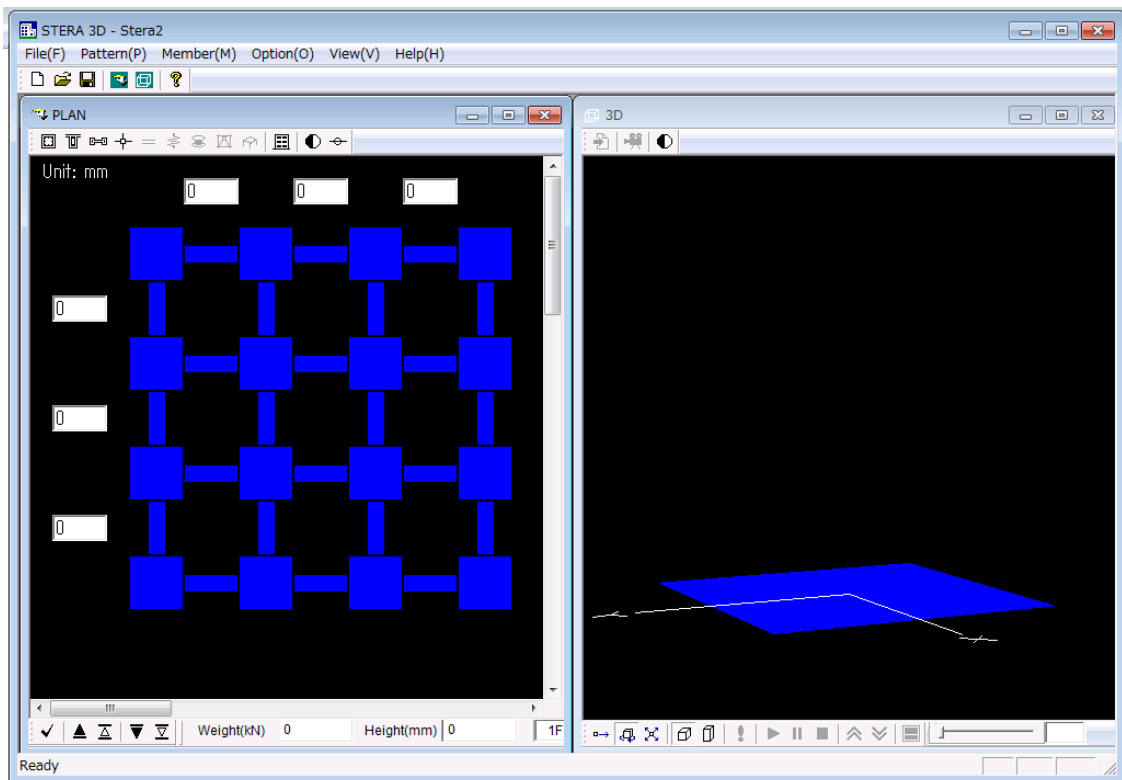 STERA 3D - Stera2
File(F) Pattern(P) Member(M) Option(O) View(V) Help(H)
PLAN
Unit: mm
0 0 0
0
0
0
Weight(kN) 0 Height(mm) 0 1F
3D
Ready